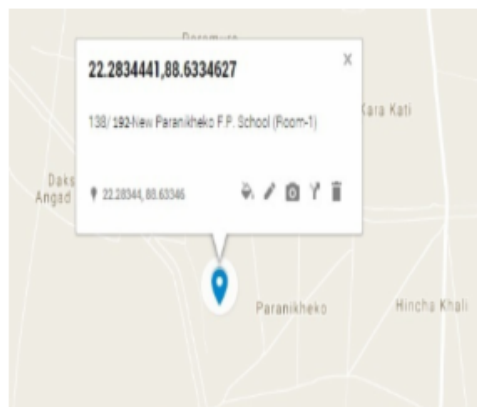 Daramura
22.2834441,88.6334627
×
138/ 192-New Paranikheko F.P. School (Room-1)
Kara Kati
Daks
Angad
22.28344, 88.63346
Paranikheko
Hincha Khali